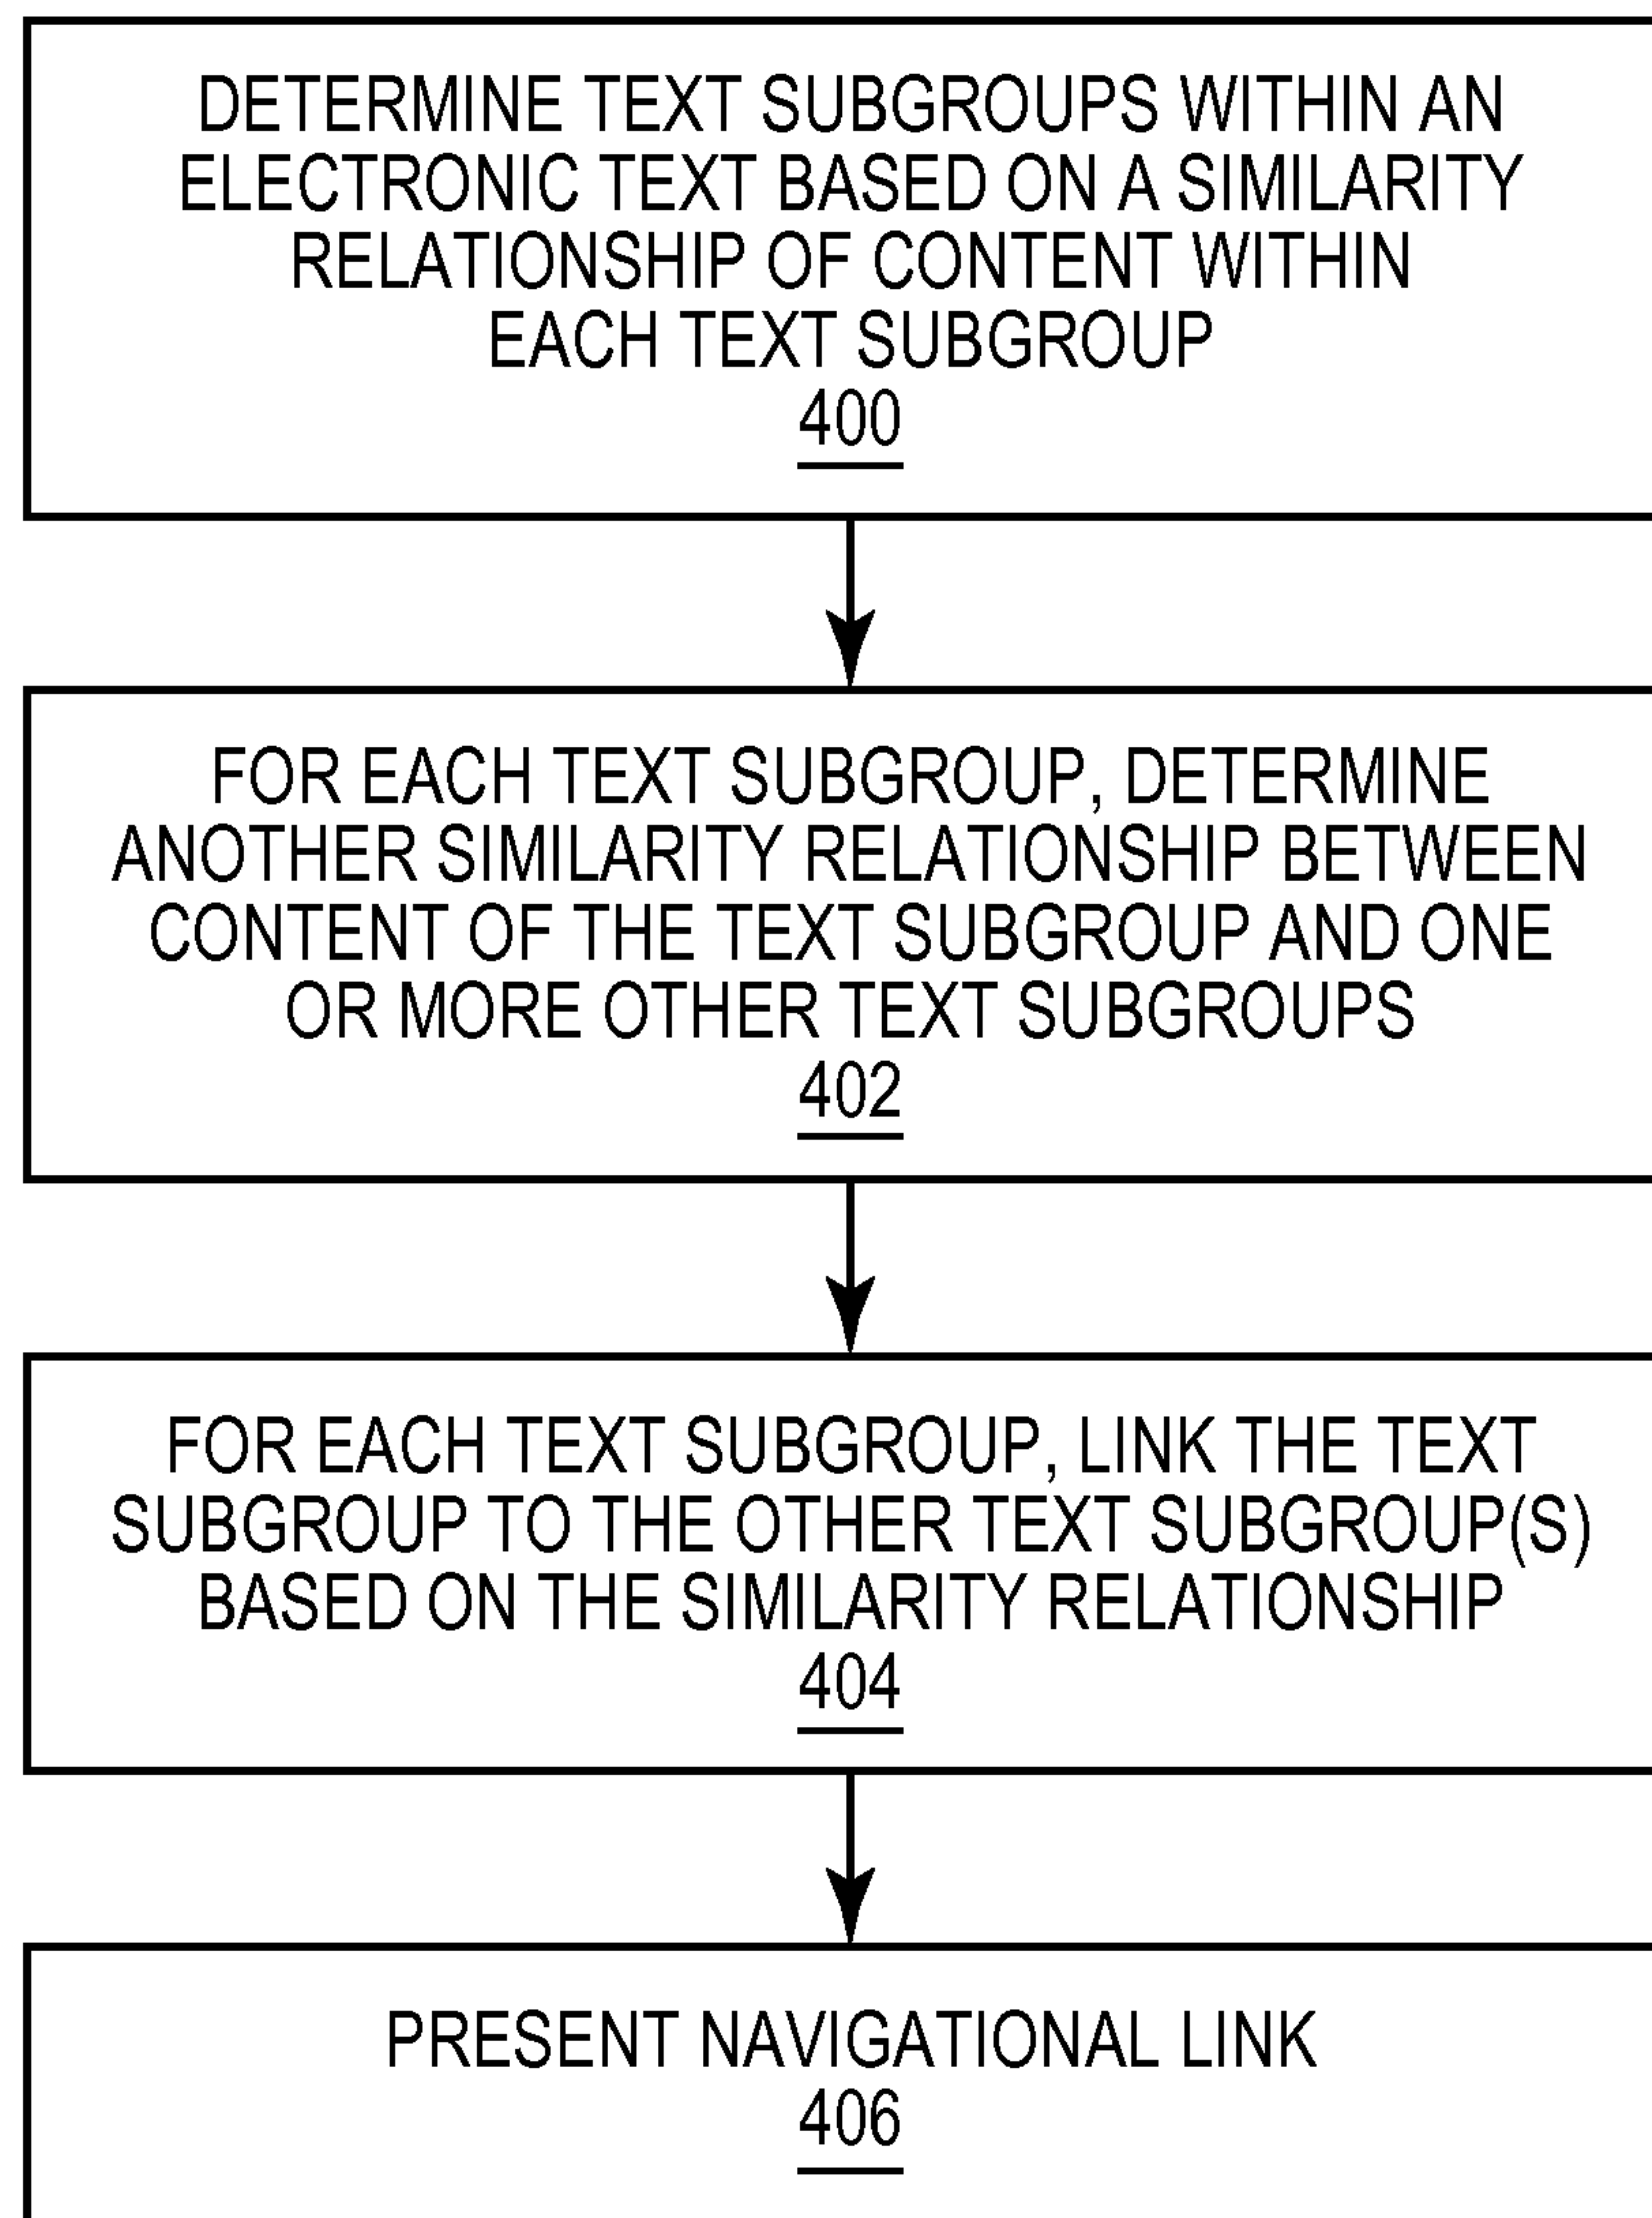 DETERMINE TEXT SUBGROUPS WITHIN AN
ELECTRONIC TEXT BASED ON A SIMILARITY
RELATIONSHIP OF CONTENT WITHIN
EACH TEXT SUBGROUP
400
FOR EACH TEXT SUBGROUP, DETERMINE
ANOTHER SIMILARITY RELATIONSHIP BETWEEN
CONTENT OF THE TEXT SUBGROUP AND ONE
OR MORE OTHER TEXT SUBGROUPS
402
FOR EACH TEXT SUBGROUP, LINK THE TEXT
SUBGROUP TO THE OTHER TEXT SUBGROUP(S)
BASED ON THE SIMILARITY RELATIONSHIP
404
PRESENT NAVIGATIONAL LINK
406